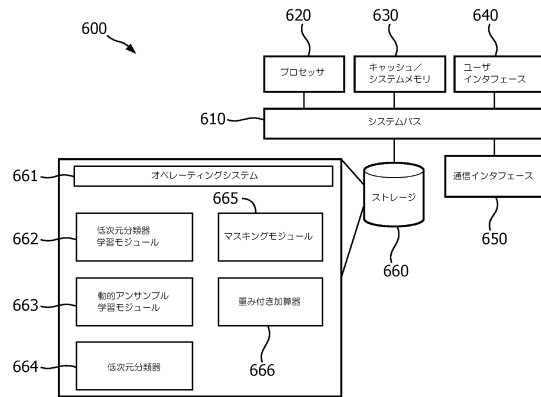 600
620
630
640
プロセッサ
キャッシュ／
システムメモリ
ユーザ
インタフェース
610
システムバス
661
オペレーティングシステム
665
662
低次元分類器
学習モジュール
マスキングモジュール
ストレージ
通信インタフェース
660
650
663
動的アンサンブル
学習モジュール
重み付き加算器
664
低次元分類器
666